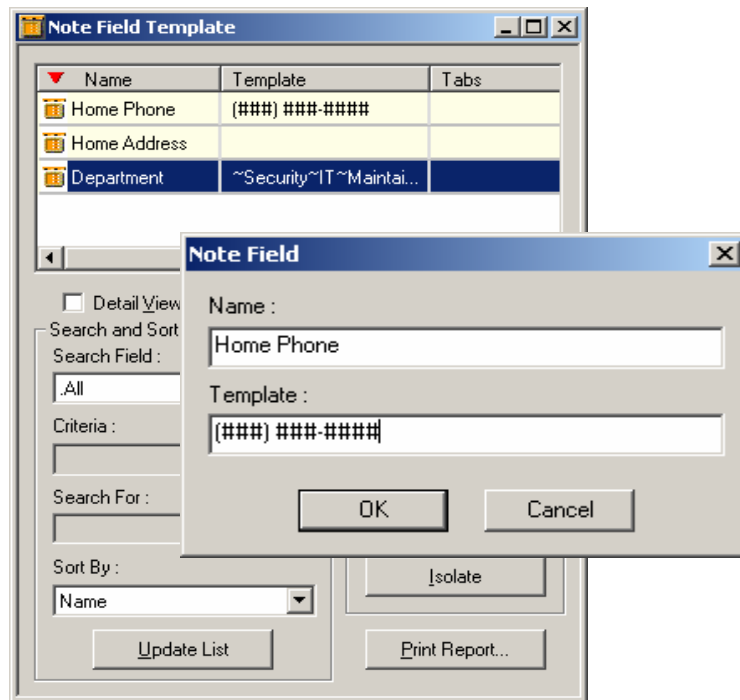 Note Field Template
Name Template Tabs
Home Phone (###) ###-####
Home Address
Department ~Security~IT~Maintai...
Note Field
Name :
Home Phone
Template :
(###) ###-####
OK Cancel
Detail View
Search and Sort
Search Field :
.All
Criteria :
Search For :
Sort By :
Name
Isolate
Update List
Print Report...